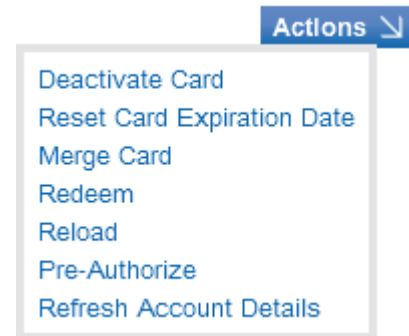 Actions
Deactivate Card
Reset Card Expiration Date
Merge Card
Redeem
Reload
Pre-Authorize
Refresh Account Details